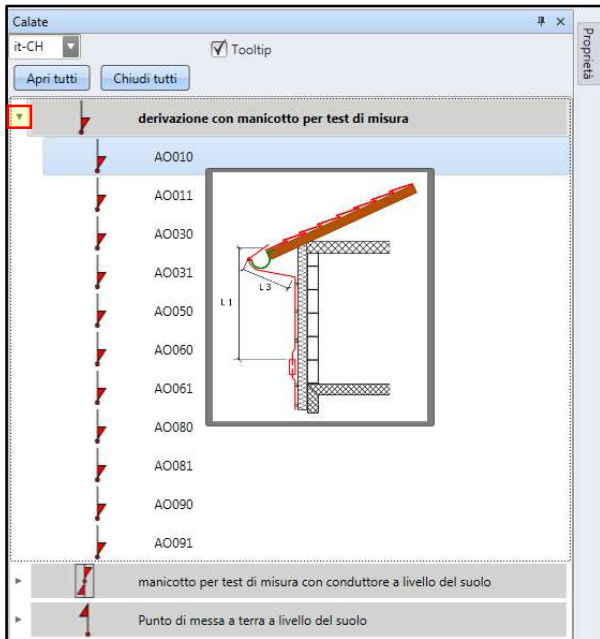 Calate
Proprietà
it-CH
Tooltip
Apri tutti
Chiudi tutti
derivazione con manicotto per test di misura
AO010
AO011
AO030
AO031
AO050
AO060
AO061
AO080
AO081
AO090
AO091
L 1
L 3
manicotto per test di misura con conduttore a livello del suolo
Punto di messa a terra a livello del suolo